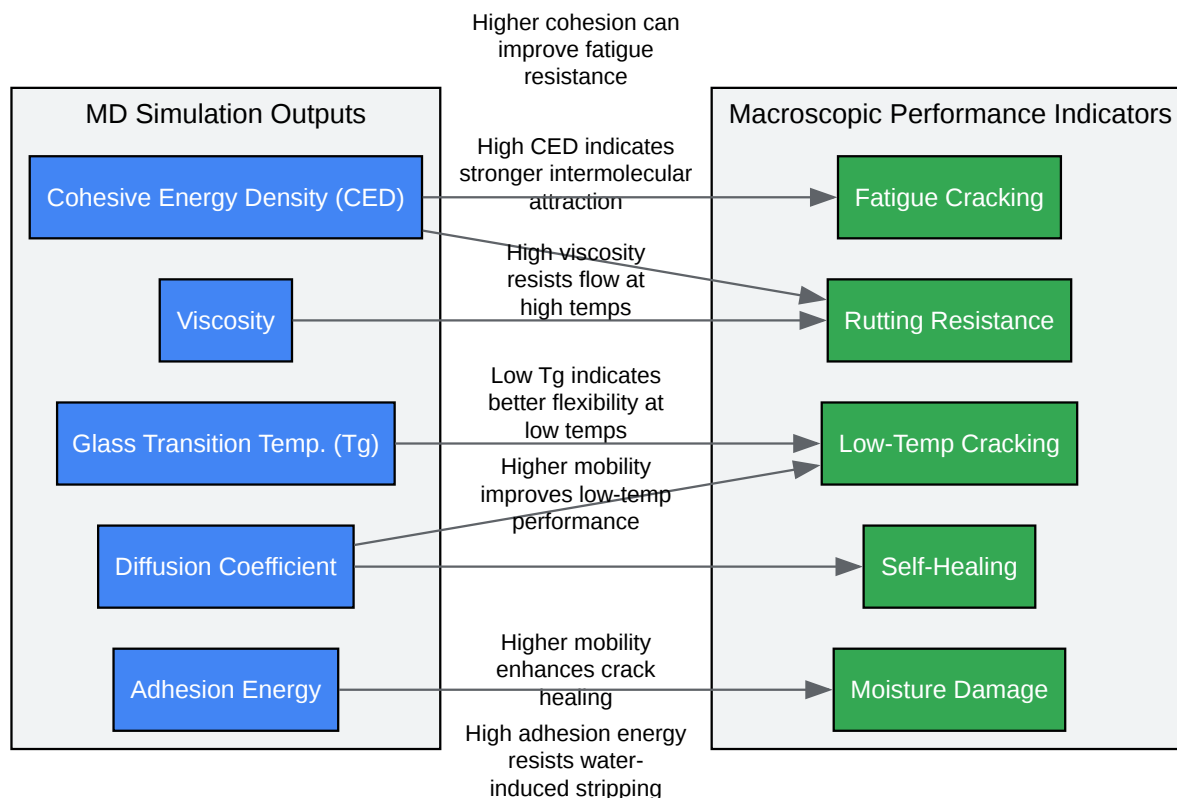 Higher cohesion can
improve fatigue
resistance
MD Simulation Outputs
Macroscopic Performance Indicators
Cohesive Energy Density (CED)
High CED indicates
stronger intermolecular
attraction
Fatigue Cracking
Viscosity
High viscosity
resists flow at
high temps
Rutting Resistance
Glass Transition Temp. (Tg)
Low Tg indicates
better flexibility at
low temps
Low-Temp Cracking
Higher mobility
improves low-temp
performance
Diffusion Coefficient
Self-Healing
Higher mobility
enhances crack
healing
Adhesion Energy
Moisture Damage
High adhesion energy
resists water-
induced stripping